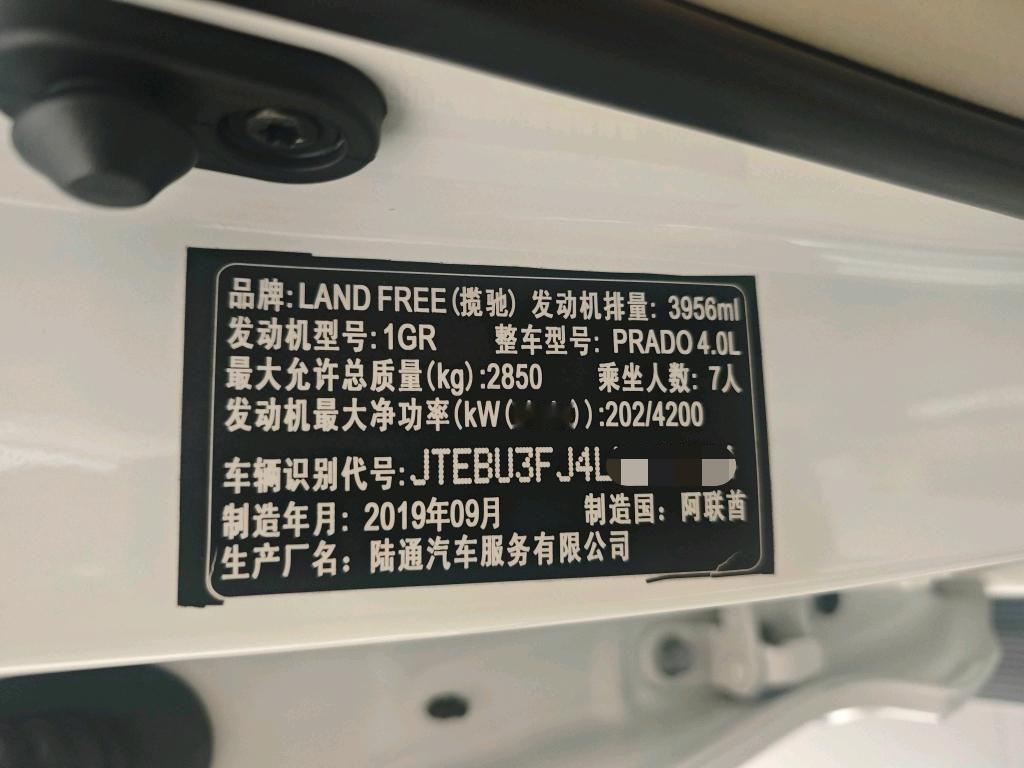 品牌:LAND FREE(揽驰) 发动机排量: 3956ml
发动机型号:1GR 整车型号: PRADO 4.0L
最大允许总质量(kg):2850 乘坐人数: 7人
发动机最大净功率(kW( )):202/4200
车辆识别代号:JTEBU3FJ4L
制造年月: 2019年09月 制造国: 阿联酋
生产厂名: 陆通汽车服务有限公司